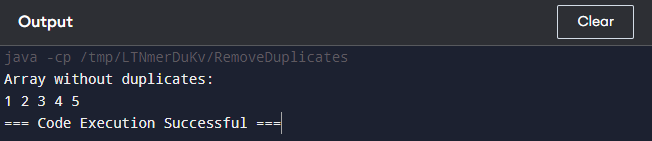 Output
Clear
java -cp /tmp/LTNmerDuKv/RemoveDuplicates
Array without duplicates:
1 2 3 4 5
=== Code Execution Successful ===